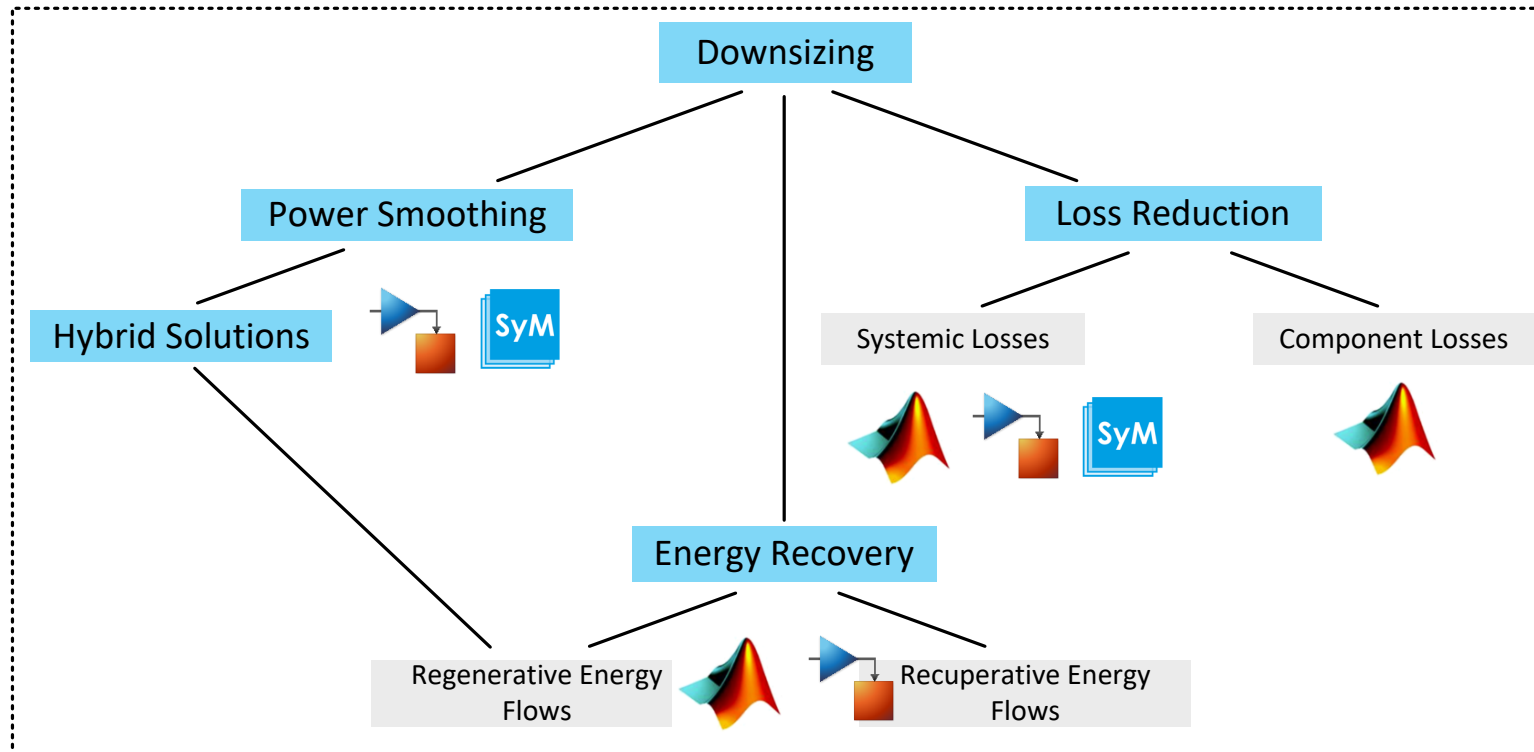 Downsizing
Power Smoothing
Loss Reduction
Hybrid Solutions
SyM
Systemic Losses
Component Losses
SyM
Energy Recovery
Regenerative Energy
Flows
Recuperative Energy
Flows